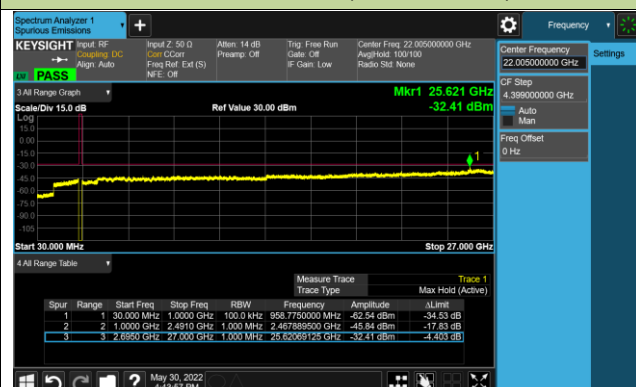 Spectrum Analyzer 1
Spurious Emissions
Frequency
KEYSIGHT
Input: RF
Coupling: DC
Align: Auto
Input Z: 50 Ω
Corr CCorr
Freq Ref: Ext (S)
NFE: Off
Atten: 14 dB
Preamp: Off
Trig: Free Run
Gate: Off
IF Gain: Low
Center Freq: 22.005000000 GHz
Avg|Hold: 100/100
Radio Std: None
PASS
Center Frequency
22.005000000 GHz
Settings
CF Step
4.399000000 GHz
Auto
Man
Freq Offset
0 Hz
3 All Range Graph
Mkr1 25.621 GHz
-32.41 dBm
Scale/Div 15.0 dB
Ref Value 30.00 dBm
Log
15.0
0.00
-15.0
-30.0
-45.0
-60.0
-75.0
-90.0
-105
1
Start 30.000 MHz
Stop 27.000 GHz
4 All Range Table
Measure Trace Trace 1
Trace Type Max Hold (Active)
Spur Range Start Freq Stop Freq RBW Frequency Amplitude ΔLimit
1 1 30.000 MHz 1.0000 GHz 100.0 kHz 958.7750000 MHz -62.54 dBm -34.53 dB
2 2 1.0000 GHz 2.4910 GHz 1.000 MHz 2.467889500 GHz -45.84 dBm -17.83 dB
3 3 2.6950 GHz 27.000 GHz 1.000 MHz 25.62069125 GHz -32.41 dBm -4.403 dB
May 30, 2022